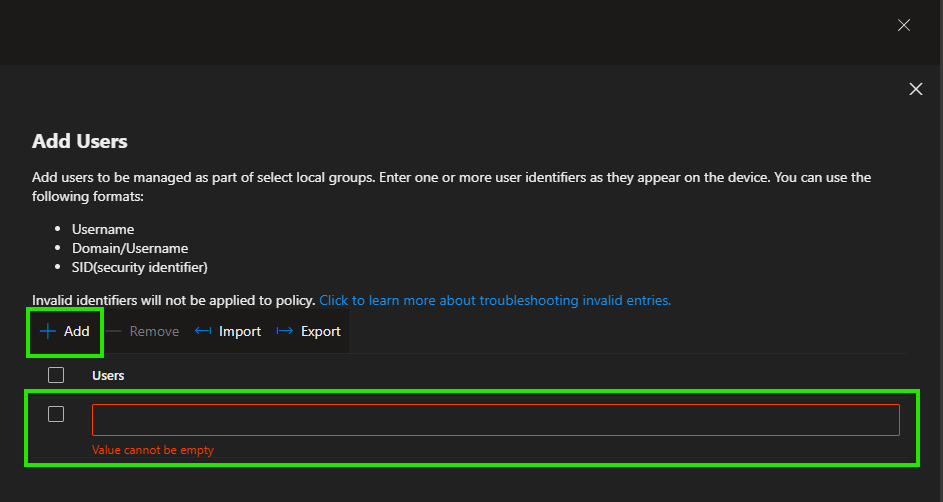 Add Users
Add users to be managed as part of select local groups. Enter one or more user identifiers as they appear on the device. You can use the
following formats:
Username
Domain/Username
SID(security identifier)
Invalid identifiers will not be applied to policy. Click to learn more about troubleshooting invalid entries.
Add Remove Import Export
Users
Value cannot be empty